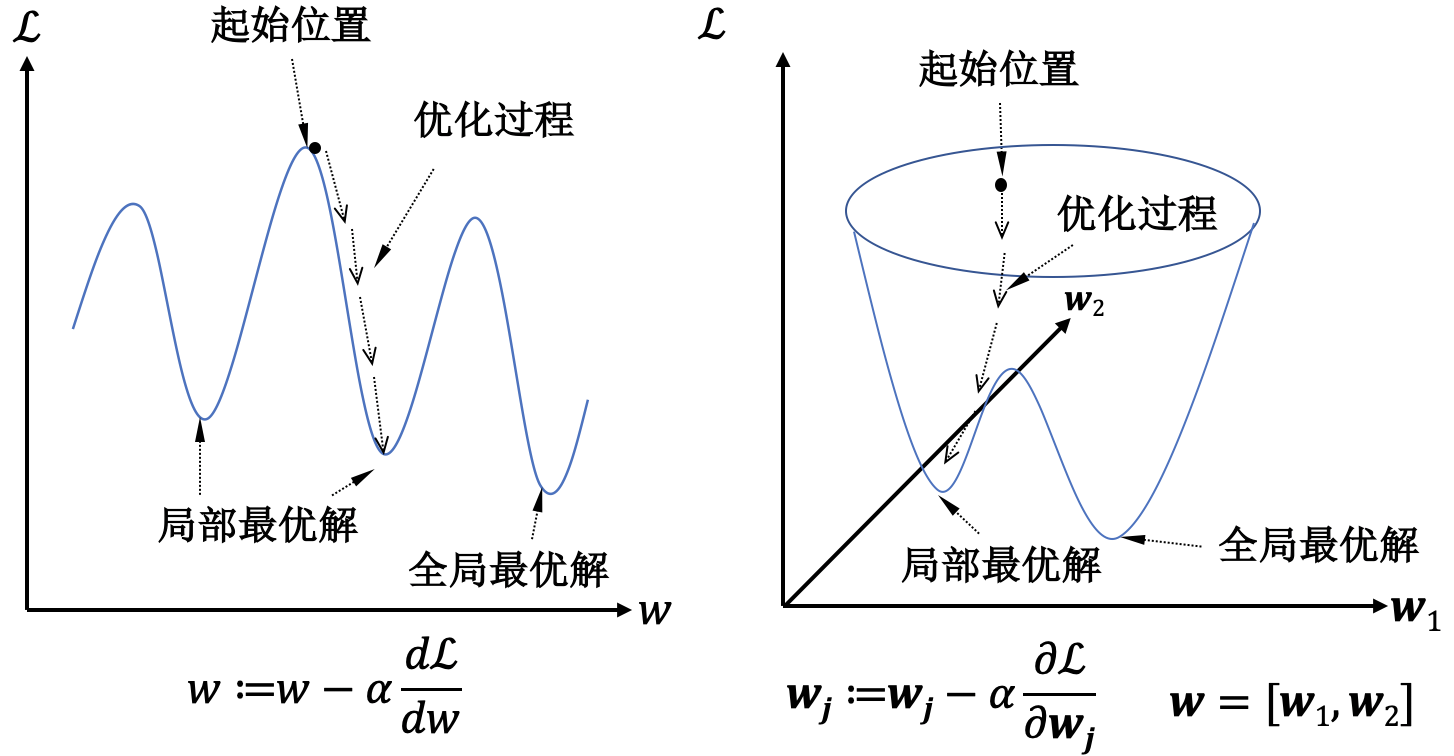 ℒ
起始位置
优化过程
局部最优解
全局最优解
w
w := w − α dℒ/dw
ℒ
起始位置
优化过程
w₂
局部最优解
全局最优解
w₁
wⱼ := wⱼ − α ∂ℒ/∂wⱼ
w = [w₁, w₂]